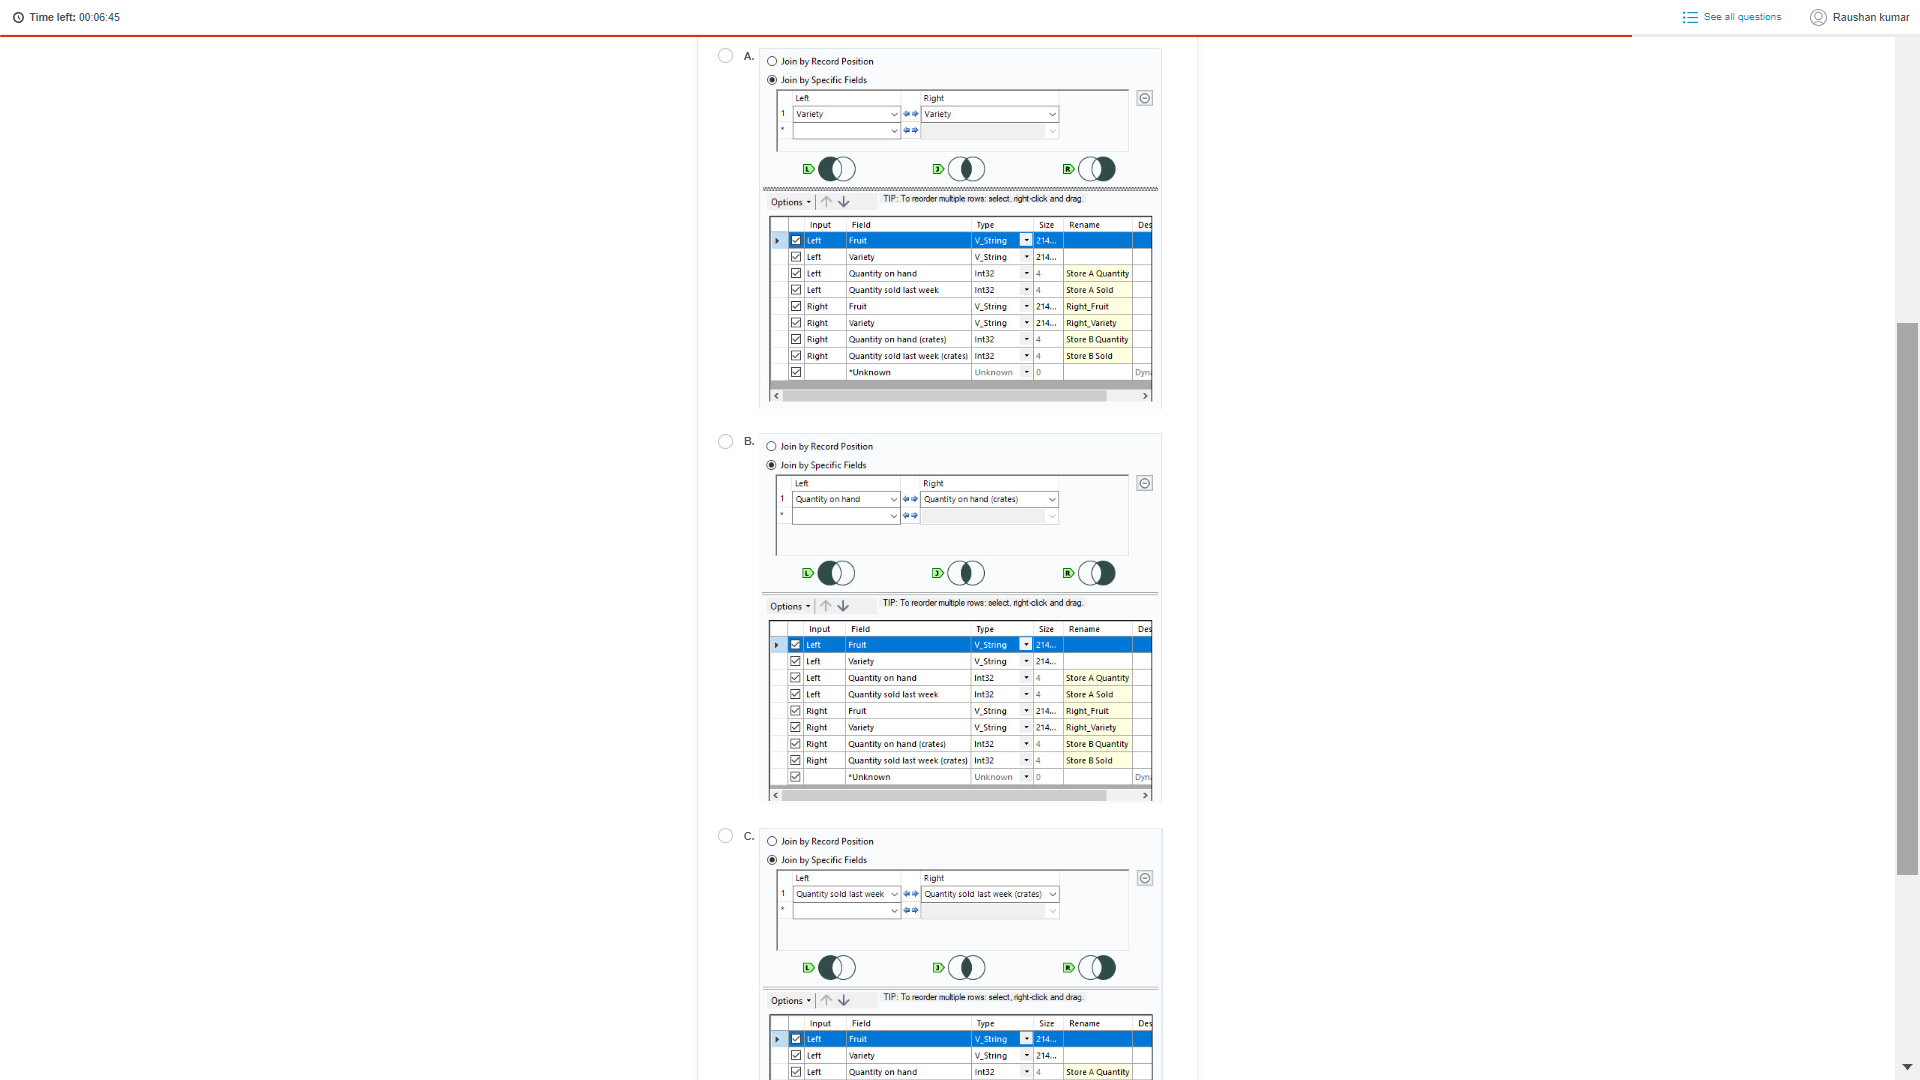 Time left: 00:06:45
See all questions
Raushan kumar
A.
Join by Record Position
Join by Specific Fields
Left Right
1 Variety Variety
*
L J R
Options TIP: To reorder multiple rows: select, right-click and drag.
Input Field Type Size Rename Des
Left Fruit V_String 214...
Left Variety V_String 214...
Left Quantity on hand Int32 4 Store A Quantity
Left Quantity sold last week Int32 4 Store A Sold
Right Fruit V_String 214... Right_Fruit
Right Variety V_String 214... Right_Variety
Right Quantity on hand (crates) Int32 4 Store B Quantity
Right Quantity sold last week (crates) Int32 4 Store B Sold
*Unknown Unknown 0 Dyn
B.
Join by Record Position
Join by Specific Fields
Left Right
1 Quantity on hand Quantity on hand (crates)
*
L J R
Options TIP: To reorder multiple rows: select, right-click and drag.
Input Field Type Size Rename Des
Left Fruit V_String 214...
Left Variety V_String 214...
Left Quantity on hand Int32 4 Store A Quantity
Left Quantity sold last week Int32 4 Store A Sold
Right Fruit V_String 214... Right_Fruit
Right Variety V_String 214... Right_Variety
Right Quantity on hand (crates) Int32 4 Store B Quantity
Right Quantity sold last week (crates) Int32 4 Store B Sold
*Unknown Unknown 0 Dyn
C.
Join by Record Position
Join by Specific Fields
Left Right
1 Quantity sold last week Quantity sold last week (crates)
*
L J R
Options TIP: To reorder multiple rows: select, right-click and drag.
Input Field Type Size Rename Des
Left Fruit V_String 214...
Left Variety V_String 214...
Left Quantity on hand Int32 4 Store A Quantity